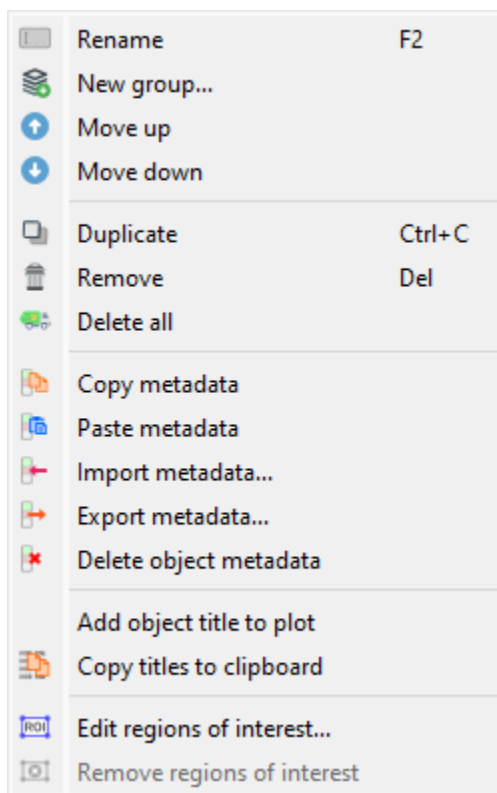 Rename F2
New group...
Move up
Move down
Duplicate Ctrl+C
Remove Del
Delete all
Copy metadata
Paste metadata
Import metadata...
Export metadata...
Delete object metadata
Add object title to plot
Copy titles to clipboard
ROI Edit regions of interest...
Remove regions of interest